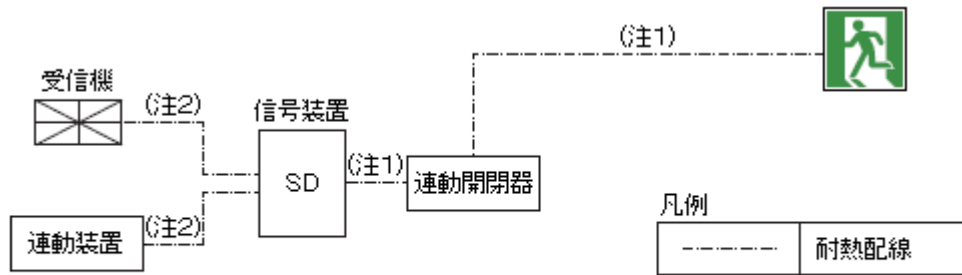 (注1)
受信機
(注2)
信号装置
SD
(注1)
連動開閉器
連動装置
(注2)
凡例
耐熱配線